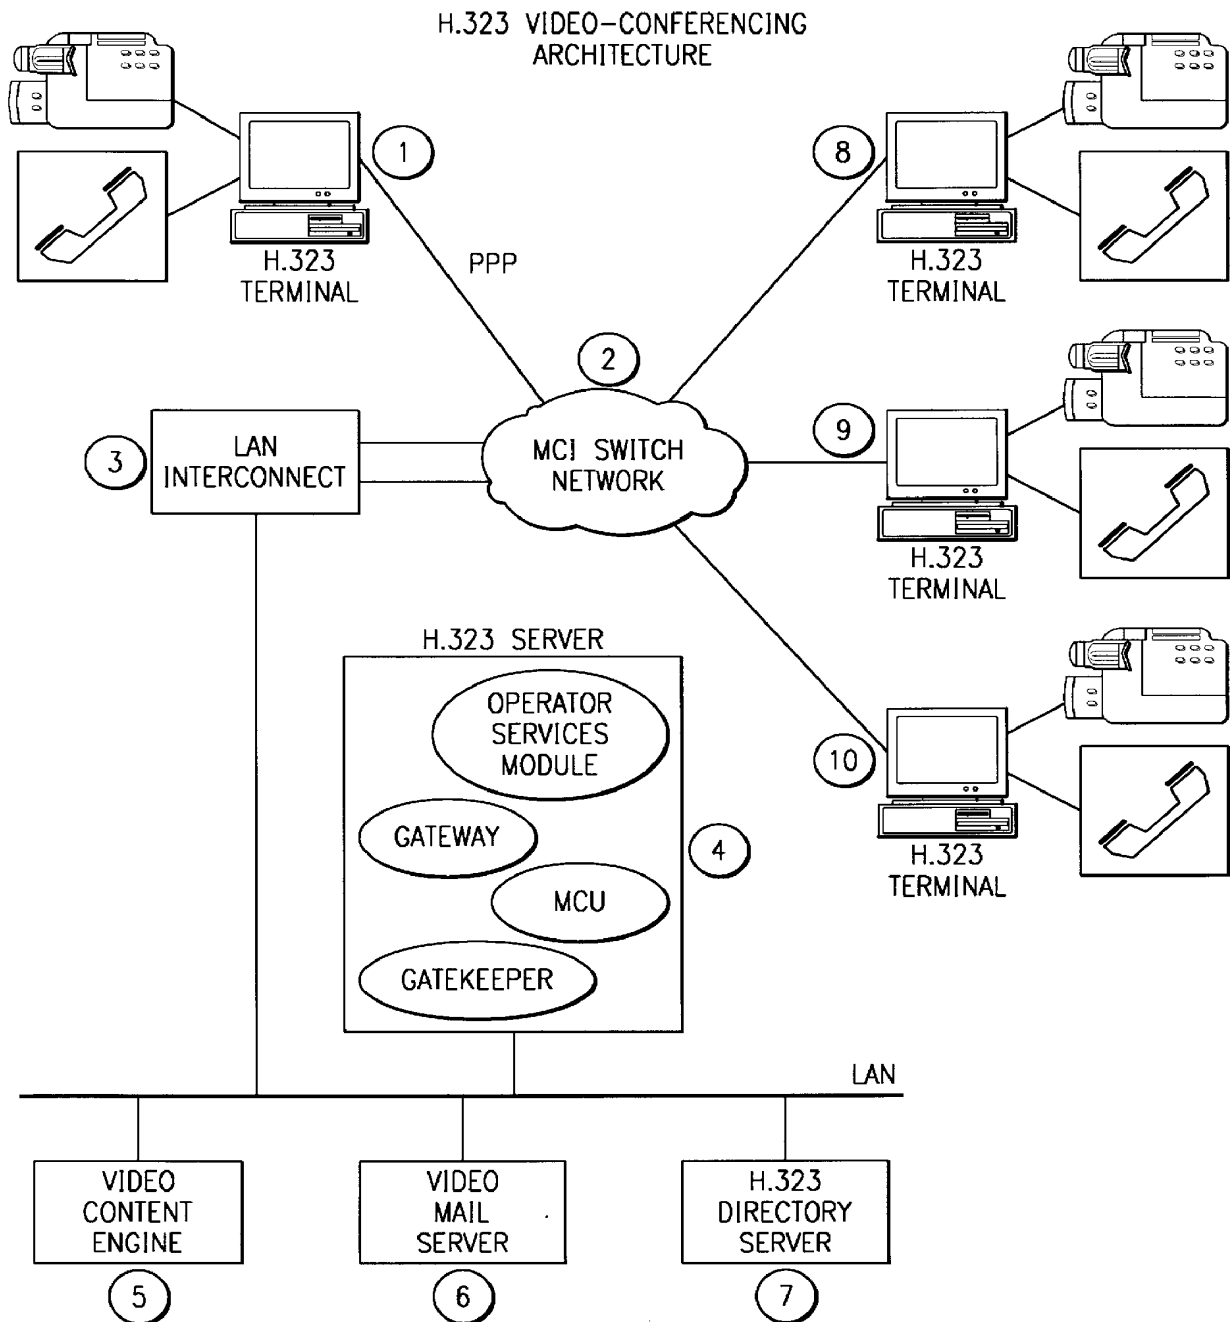 H.323 VIDEO-CONFERENCING
ARCHITECTURE
1
H.323
TERMINAL
PPP
8
H.323
TERMINAL
2
MCI SWITCH
NETWORK
3
LAN
INTERCONNECT
9
H.323
TERMINAL
10
H.323
TERMINAL
H.323 SERVER
OPERATOR
SERVICES
MODULE
GATEWAY
MCU
GATEKEEPER
4
LAN
VIDEO
CONTENT
ENGINE
5
VIDEO
MAIL
SERVER
6
H.323
DIRECTORY
SERVER
7